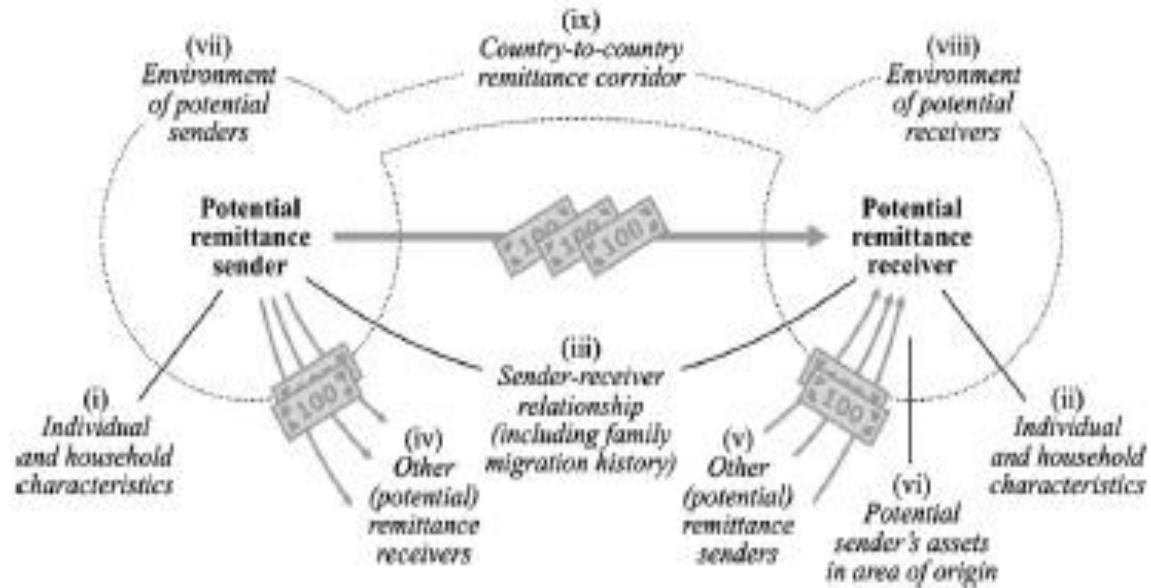 (vii)
Environment
of potential
senders
(ix)
Country-to-country
remittance corridor
(viii)
Environment
of potential
receivers
Potential
remittance
sender
100
100
100
Potential
remittance
receiver
(i)
Individual
and household
characteristics
100
(iv)
Other
(potential)
remittance
receivers
(iii)
Sender-receiver
relationship
(including family
migration history)
(v)
Other
(potential)
remittance
senders
100
(vi)
Potential
sender's assets
in area of origin
(ii)
Individual
and household
characteristics